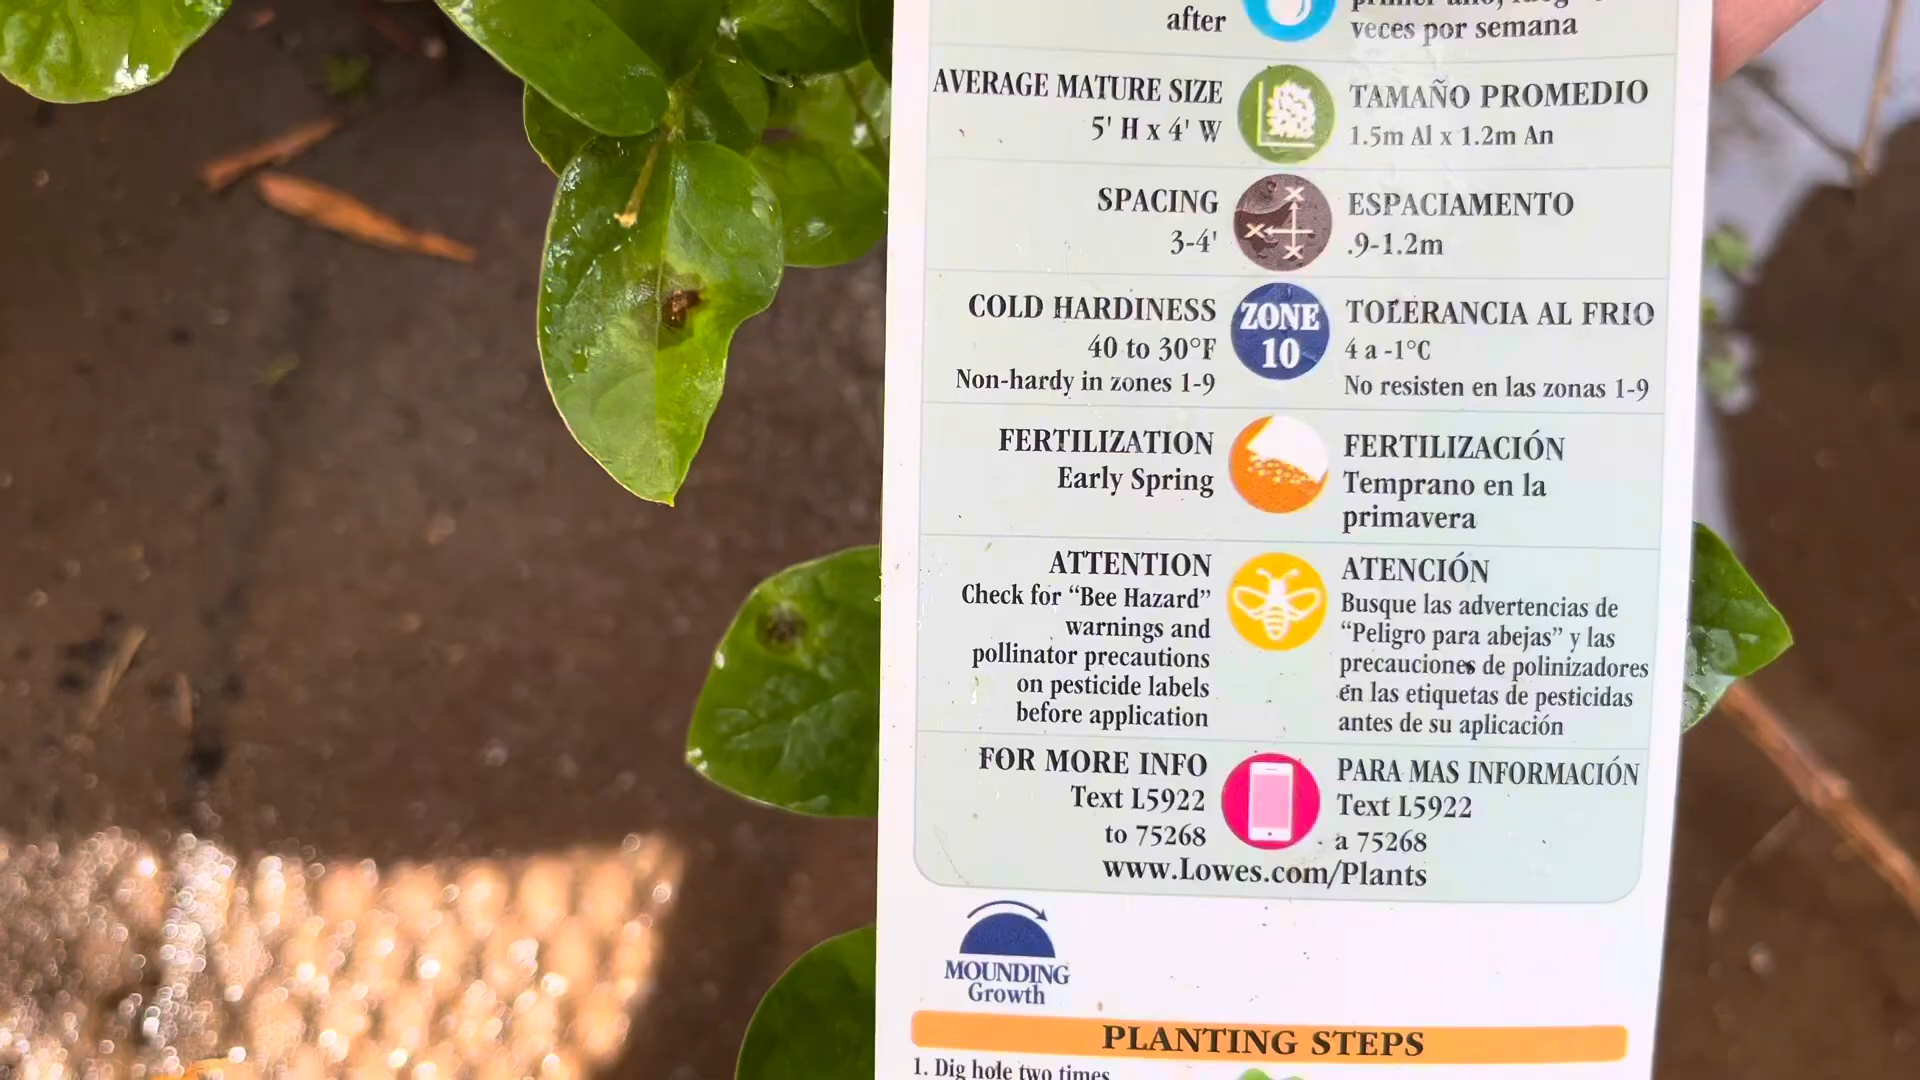 after
veces por semana
AVERAGE MATURE SIZE
5' H x 4' W
TAMAÑO PROMEDIO
1.5m Al x 1.2m An
SPACING
3-4'
ESPACIAMENTO
.9-1.2m
COLD HARDINESS
40 to 30°F
Non-hardy in zones 1-9
ZONE
10
TOLERANCIA AL FRIO
4 a -1°C
No resisten en las zonas 1-9
FERTILIZATION
Early Spring
FERTILIZACIÓN
Temprano en la
primavera
ATTENTION
Check for “Bee Hazard”
warnings and
pollinator precautions
on pesticide labels
before application
ATENCIÓN
Busque las advertencias de
“Peligro para abejas” y las
precauciones de polinizadores
en las etiquetas de pesticidas
antes de su aplicación
FOR MORE INFO
Text L5922
to 75268
PARA MAS INFORMACIÓN
Text L5922
a 75268
www.Lowes.com/Plants
MOUNDING
Growth
PLANTING STEPS
1. Dig hole two times